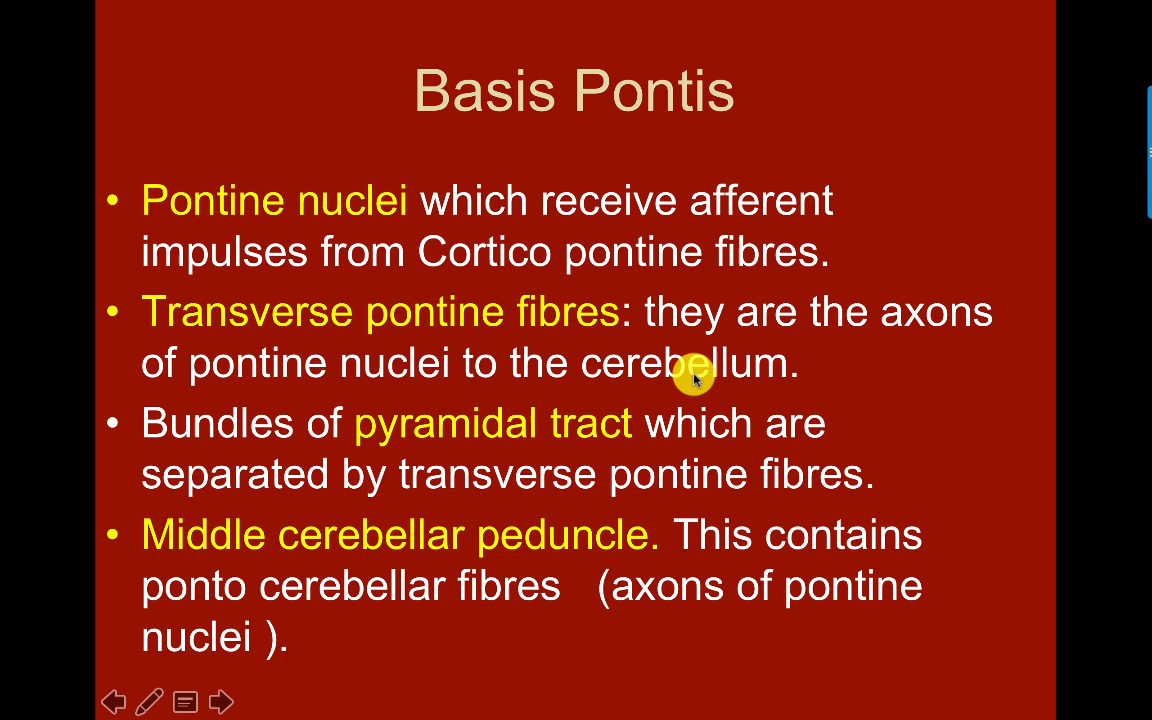 Basis Pontis
• Pontine nuclei which receive afferent
impulses from Cortico pontine fibres.
• Transverse pontine fibres: they are the axons
of pontine nuclei to the cerebellum.
• Bundles of pyramidal tract which are
separated by transverse pontine fibres.
• Middle cerebellar peduncle. This contains
ponto cerebellar fibres   (axons of pontine
nuclei ).